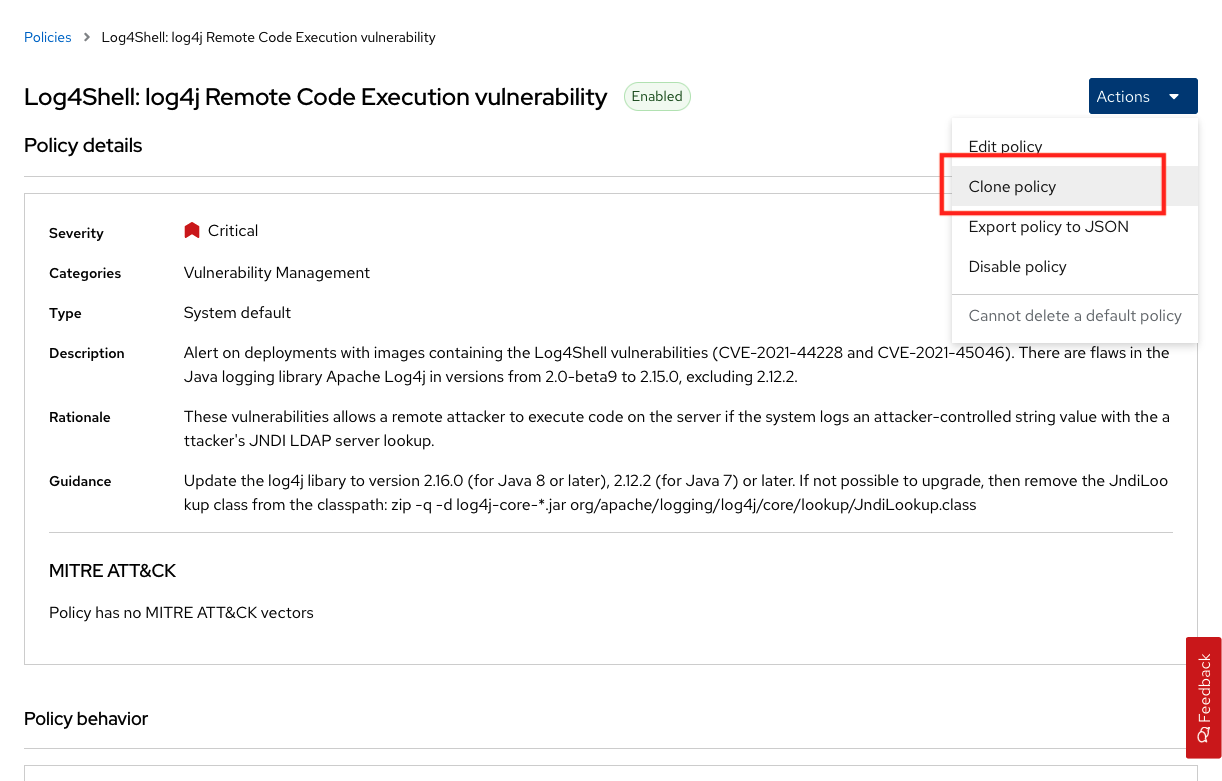 Policies > Log4Shell: log4j Remote Code Execution vulnerability
Log4Shell: log4j Remote Code Execution vulnerability Enabled
Actions
Policy details
Edit policy
Clone policy
Export policy to JSON
Disable policy
Cannot delete a default policy
Severity Critical
Categories Vulnerability Management
Type System default
Description Alert on deployments with images containing the Log4Shell vulnerabilities (CVE-2021-44228 and CVE-2021-45046). There are flaws in the
Java logging library Apache Log4j in versions from 2.0-beta9 to 2.15.0, excluding 2.12.2.
Rationale These vulnerabilities allows a remote attacker to execute code on the server if the system logs an attacker-controlled string value with the a
ttacker's JNDI LDAP server lookup.
Guidance Update the log4j libary to version 2.16.0 (for Java 8 or later), 2.12.2 (for Java 7) or later. If not possible to upgrade, then remove the JndiLoo
kup class from the classpath: zip -q -d log4j-core-*.jar org/apache/logging/log4j/core/lookup/JndiLookup.class
MITRE ATT&CK
Policy has no MITRE ATT&CK vectors
Feedback
Policy behavior